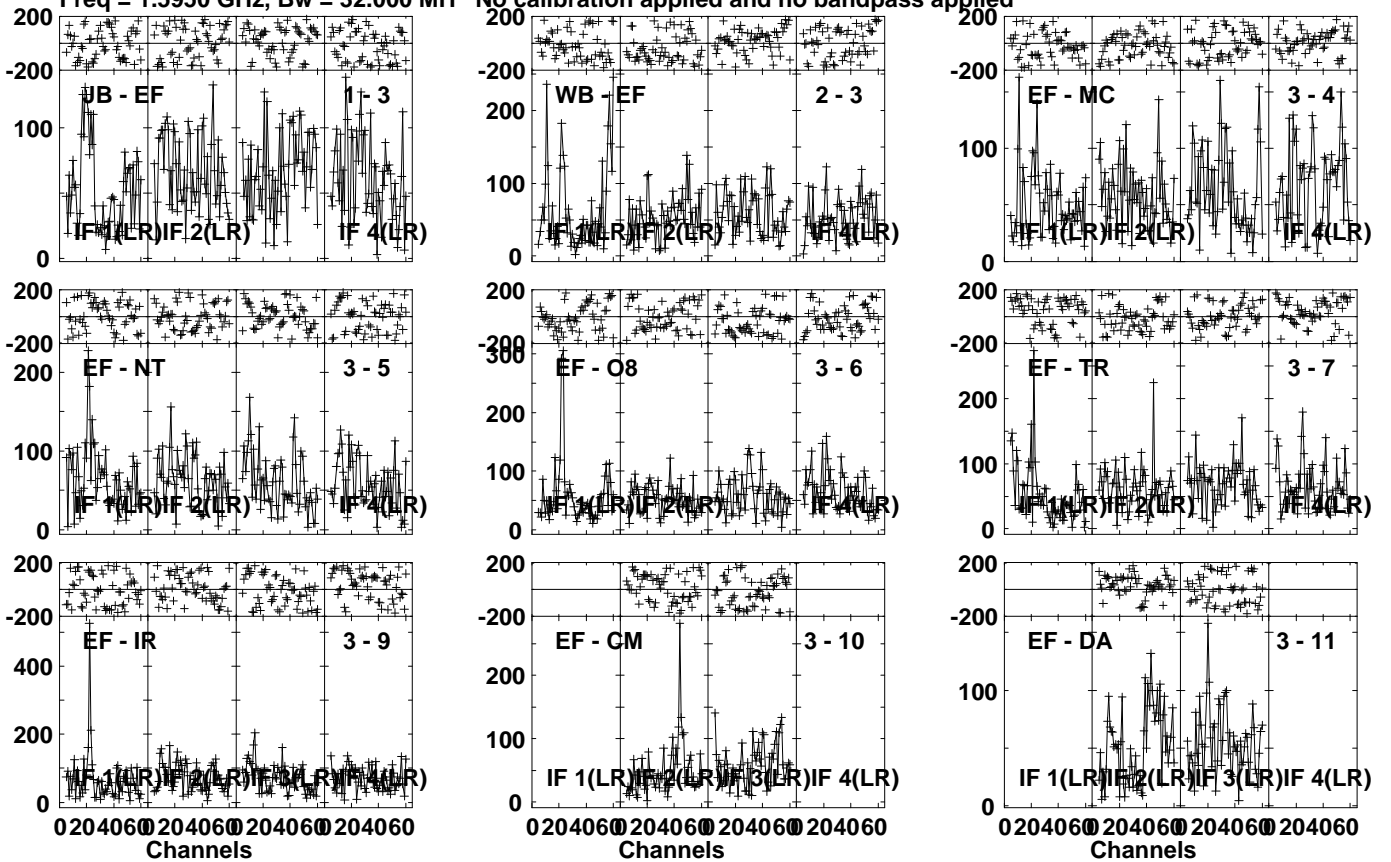 Freq = 1.5950 GHz, Bw = 32.000 MH No calibration applied and no bandpass applied
200
-200
100
0
JB - EF 1 - 3
IF 1(LR) IF 2(LR) IF 4(LR)
200
-200
200
100
0
WB - EF 2 - 3
IF 1(LR) IF 2(LR) IF 4(LR)
200
-200
100
0
EF - MC 3 - 4
IF 1(LR) IF 2(LR) IF 4(LR)
200
-200
200
100
0
EF - NT 3 - 5
IF 1(LR) IF 2(LR) IF 4(LR)
200
-200
300
200
100
0
EF - O8 3 - 6
IF 1(LR) IF 2(LR) IF 4(LR)
200
-200
200
100
0
EF - TR 3 - 7
IF 1(LR) IF 2(LR) IF 4(LR)
200
-200
400
200
0
EF - IR 3 - 9
IF 1(LR) IF 2(LR) IF 3(LR) IF 4(LR)
0 20 40 60 0 20 40 60 0 20 40 60 0 20 40 60
Channels
200
-200
200
100
0
EF - CM 3 - 10
IF 1(LR) IF 2(LR) IF 3(LR) IF 4(LR)
0 20 40 60 0 20 40 60 0 20 40 60 0 20 40 60
Channels
200
-200
100
0
EF - DA 3 - 11
IF 1(LR) IF 2(LR) IF 3(LR) IF 4(LR)
0 20 40 60 0 20 40 60 0 20 40 60 0 20 40 60
Channels